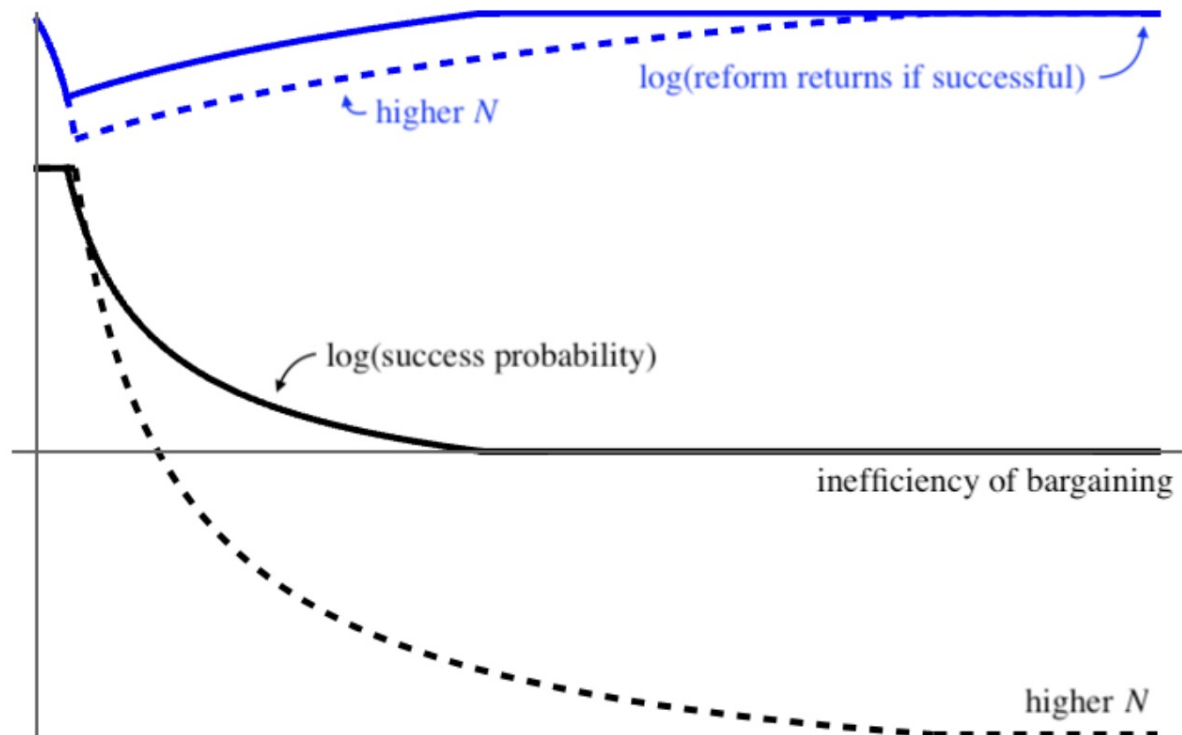 log(reform returns if successful)
higher N
log(success probability)
inefficiency of bargaining
higher N